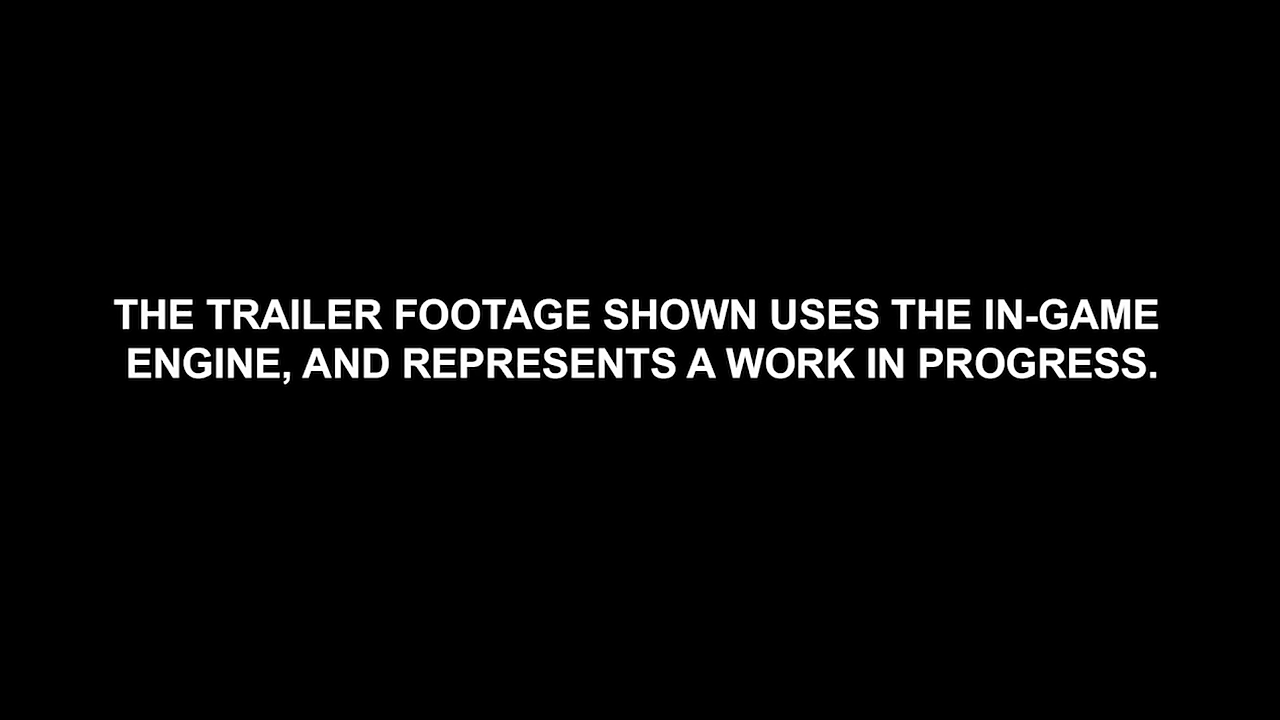 THE TRAILER FOOTAGE SHOWN USES THE IN-GAME
ENGINE, AND REPRESENTS A WORK IN PROGRESS.